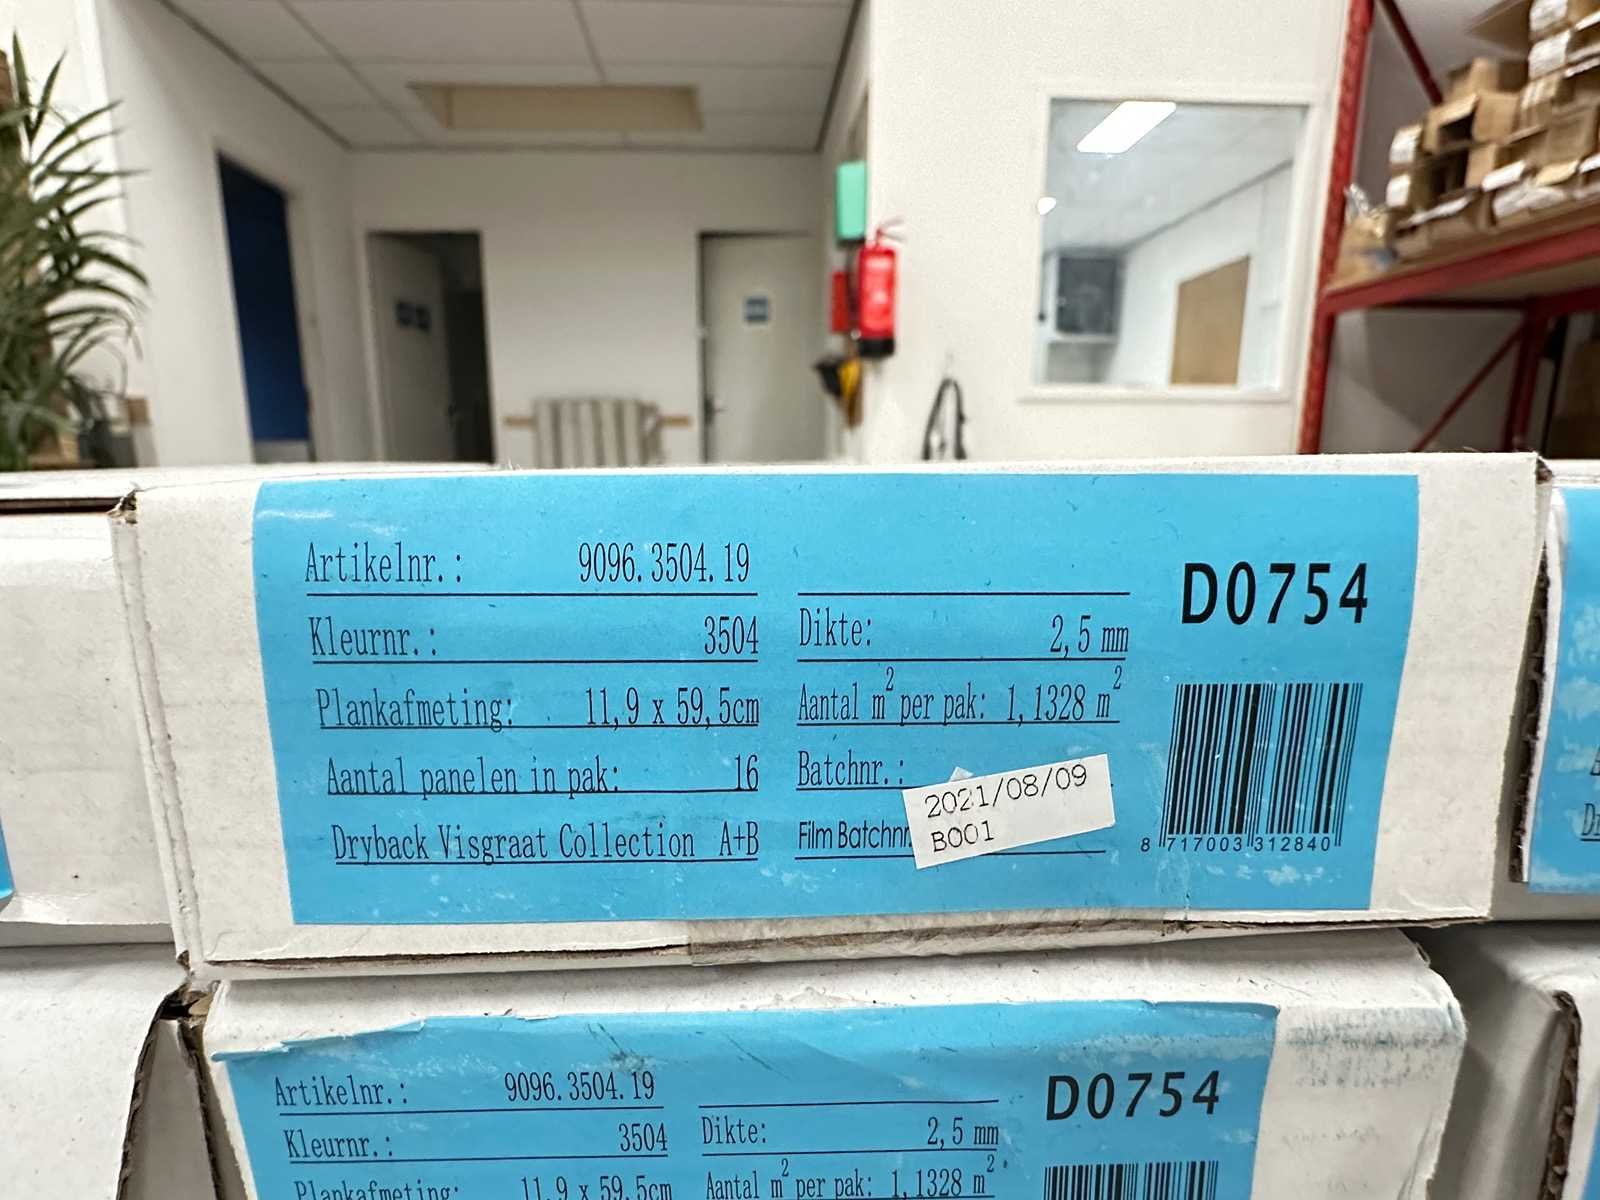 Artikelnr.: 9096.3504.19
Kleurnr.: 3504
Plankafmeting: 11,9 x 59,5cm
Aantal panelen in pak: 16
Dryback Visgraat Collection A+B
Dikte: 2,5 mm
Aantal m² per pak: 1,1328 m²
Batchnr.:
Film Batchnr
2021/08/09
B001
D0754
8 717003 312840
Artikelnr.: 9096.3504.19
Kleurnr.: 3504
Plankafmeting: 11,9 x 59,5cm
Dikte: 2,5 mm
Aantal m² per pak: 1,1328 m²
D0754